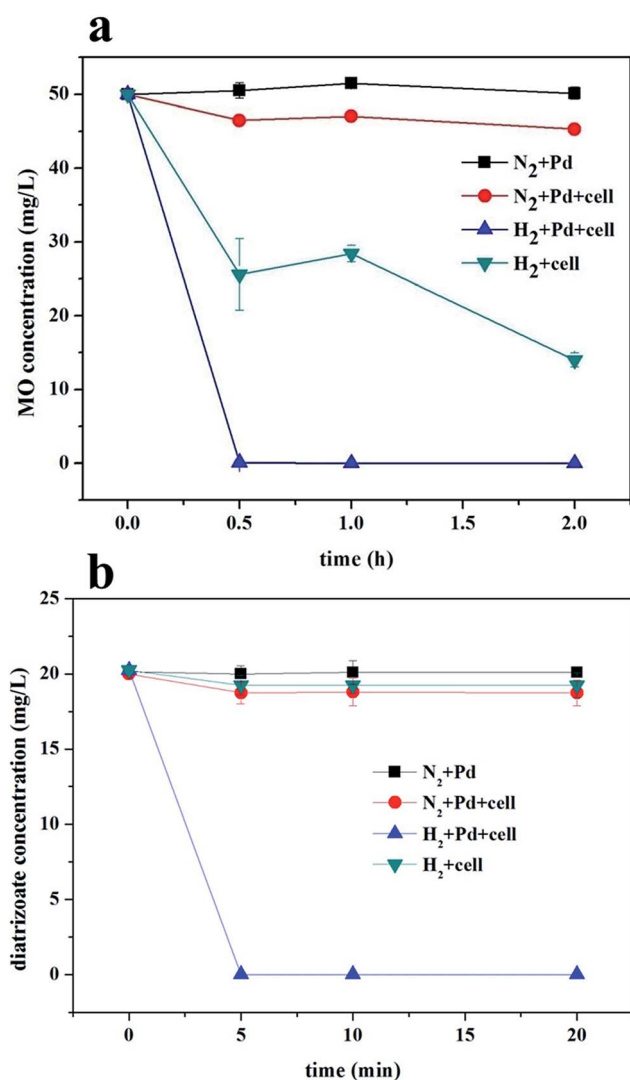 a
MO concentration (mg/L)
50
40
30
20
10
0
N₂+Pd
N₂+Pd+cell
H₂+Pd+cell
H₂+cell
0.0 0.5 1.0 1.5 2.0
time (h)
b
diatrizoate concentration (mg/L)
25
20
15
10
5
0
N₂+Pd
N₂+Pd+cell
H₂+Pd+cell
H₂+cell
0 5 10 15 20
time (min)